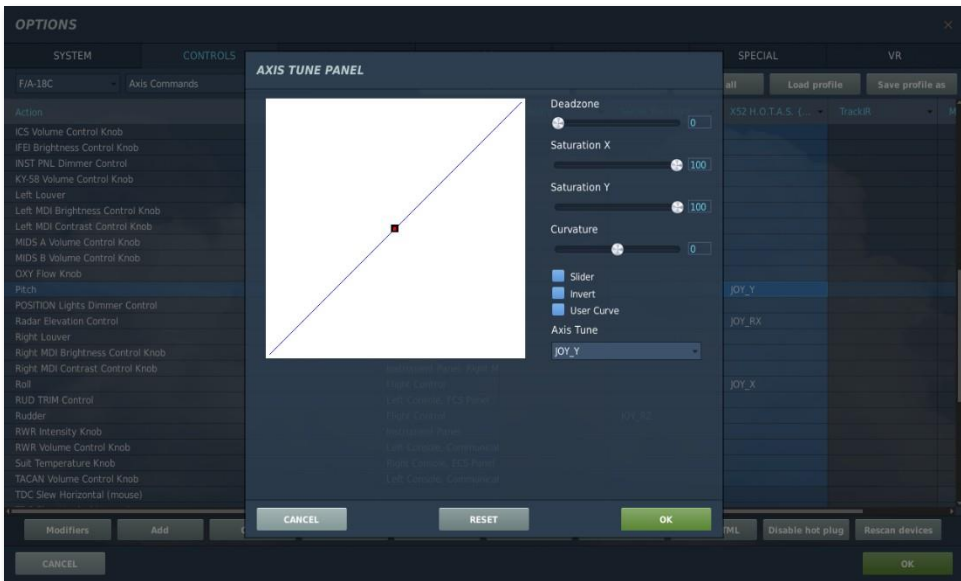 OPTIONS
SYSTEM
CONTROLS
SPECIAL
VR
AXIS TUNE PANEL
F/A-18C
Axis Commands
all
Load profile
Save profile as
Action
X52 H.O.T.A.S. (...
TrackIR
M
ICS Volume Control Knob
IFEI Brightness Control Knob
INST PNL Dimmer Control
KY-58 Volume Control Knob
Left Louver
Left MDI Brightness Control Knob
Left MDI Contrast Control Knob
MIDS A Volume Control Knob
MIDS B Volume Control Knob
OXY Flow Knob
Pitch
JOY_Y
POSITION Lights Dimmer Control
Radar Elevation Control
JOY_RX
Right Louver
Right MDI Brightness Control Knob
Right MDI Contrast Control Knob
Roll
JOY_X
RUD TRIM Control
Rudder
RWR Intensity Knob
RWR Volume Control Knob
Suit Temperature Knob
TACAN Volume Control Knob
TDC Slew Horizontal (mouse)
Deadzone
0
Saturation X
100
Saturation Y
100
Curvature
0
Slider
Invert
User Curve
Axis Tune
JOY_Y
CANCEL
RESET
OK
Modifiers
Add
Disable hot plug
Rescan devices
CANCEL
OK